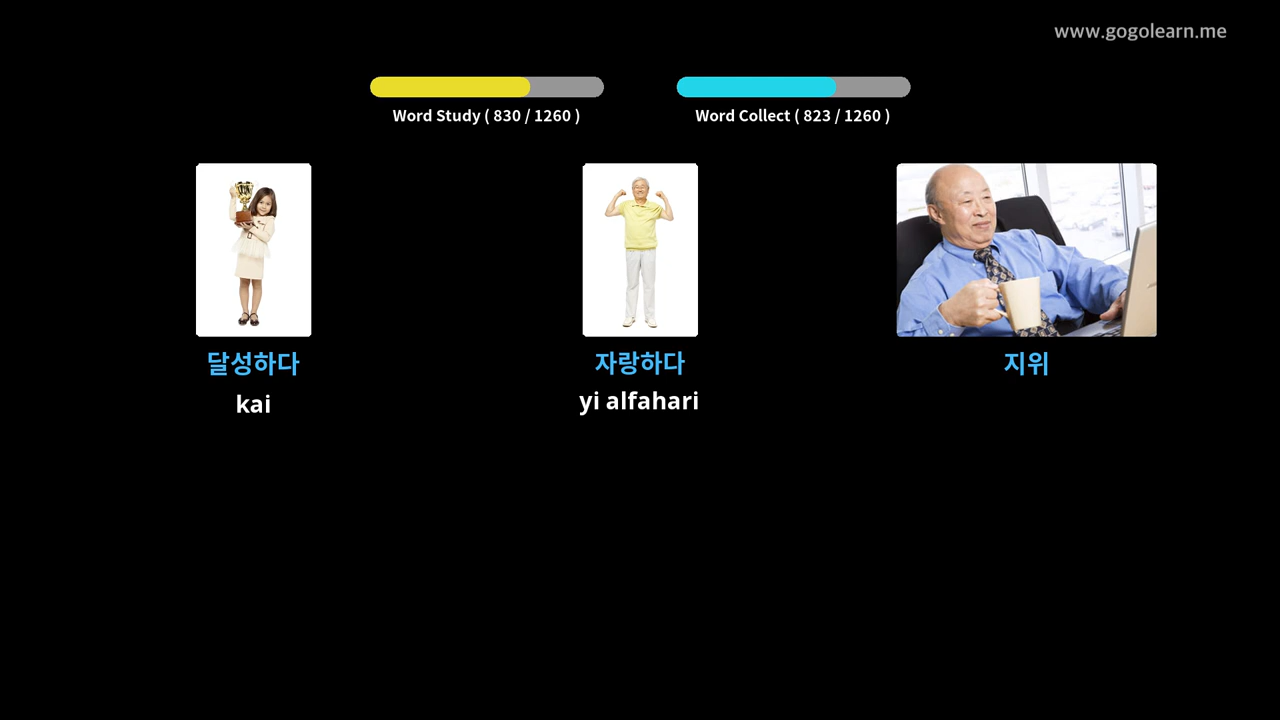 www.gogolearn.me
Word Study ( 830 / 1260 )
Word Collect ( 823 / 1260 )
달성하다
kai
자랑하다
yi alfahari
지위